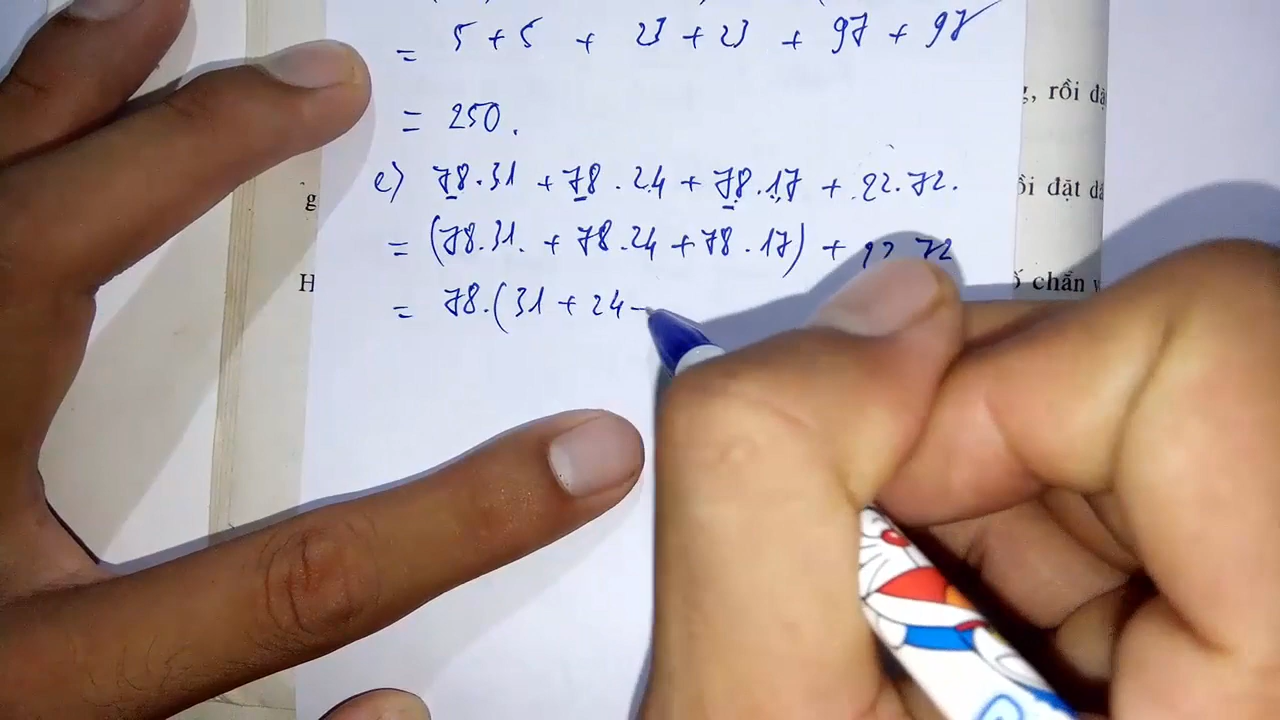 = 5 + 5 + 23 + 23 + 97 + 97
= 250.
e) 78.31 + 78.24 + 78.17 + 22.72.
= (78.31. + 78.24 + 78.17) + 22.72
= 78.(31 + 24
g, rồi đặ
g
ồi đặt dấ
H
ố chẵn v